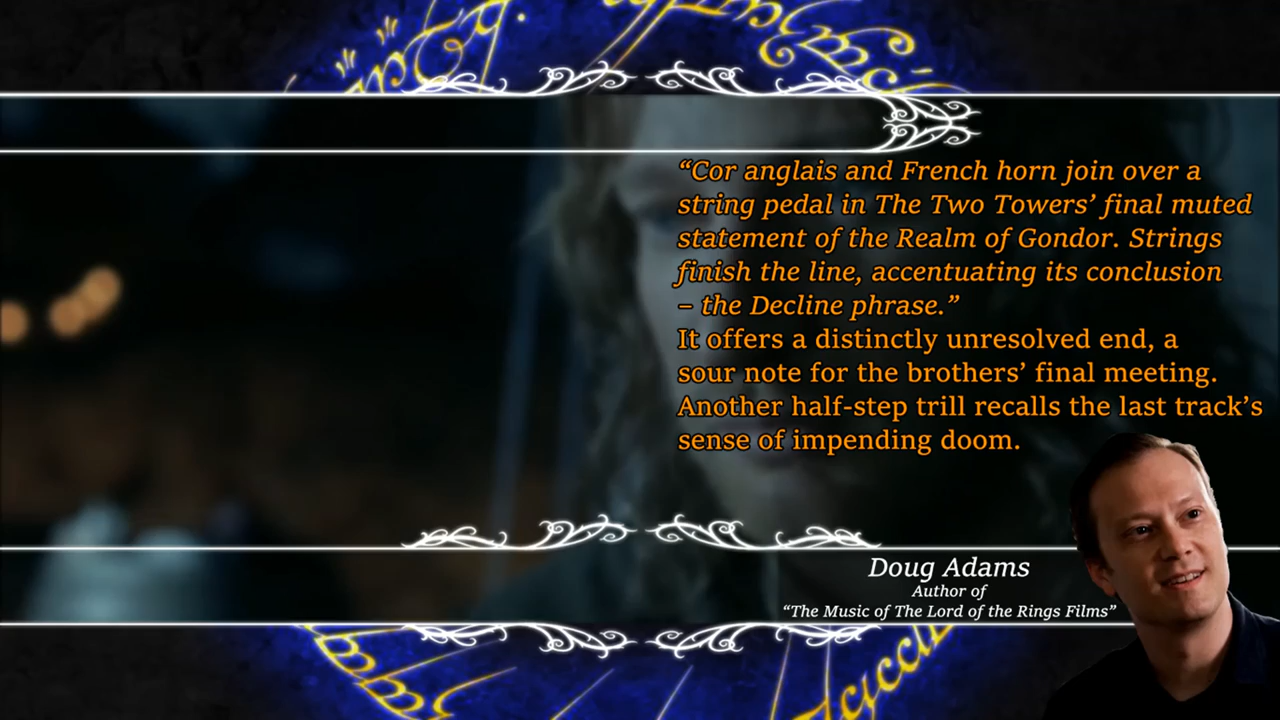 “Cor anglais and French horn join over a
string pedal in The Two Towers’ final muted
statement of the Realm of Gondor. Strings
finish the line, accentuating its conclusion
– the Decline phrase.”
It offers a distinctly unresolved end, a
sour note for the brothers’ final meeting.
Another half-step trill recalls the last track’s
sense of impending doom.
Doug Adams
Author of
“The Music of The Lord of the Rings Films”